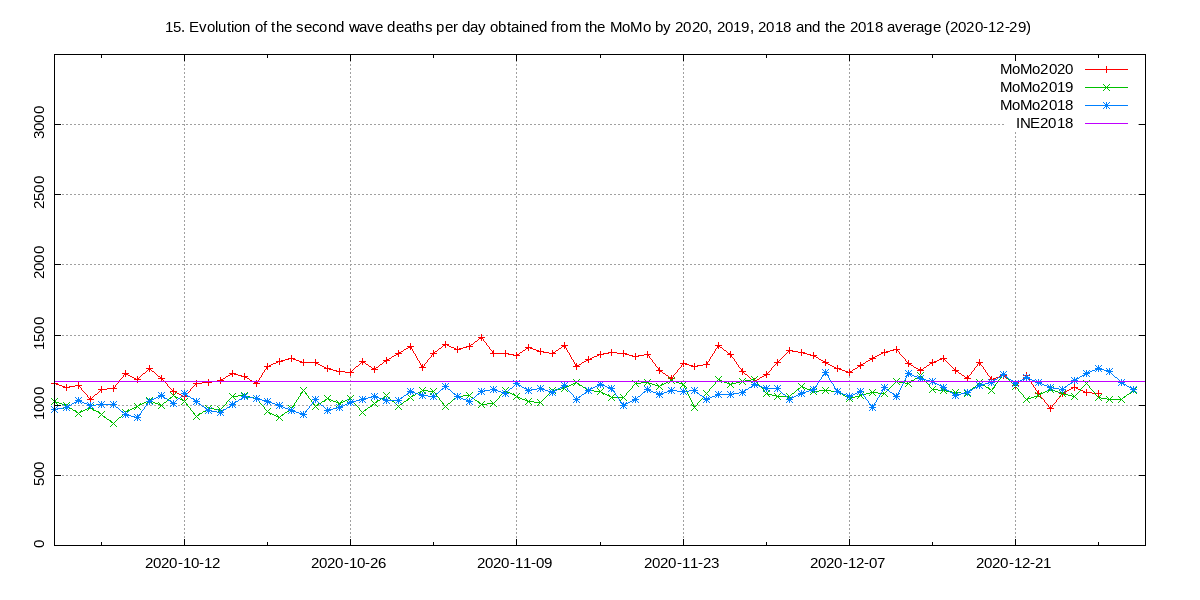 15. Evolution of the second wave deaths per day obtained from the MoMo by 2020, 2019, 2018 and the 2018 average (2020-12-29)
MoMo2020
MoMo2019
MoMo2018
INE2018
3000
2500
2000
1500
1000
500
0
2020-10-12 2020-10-26 2020-11-09 2020-11-23 2020-12-07 2020-12-21